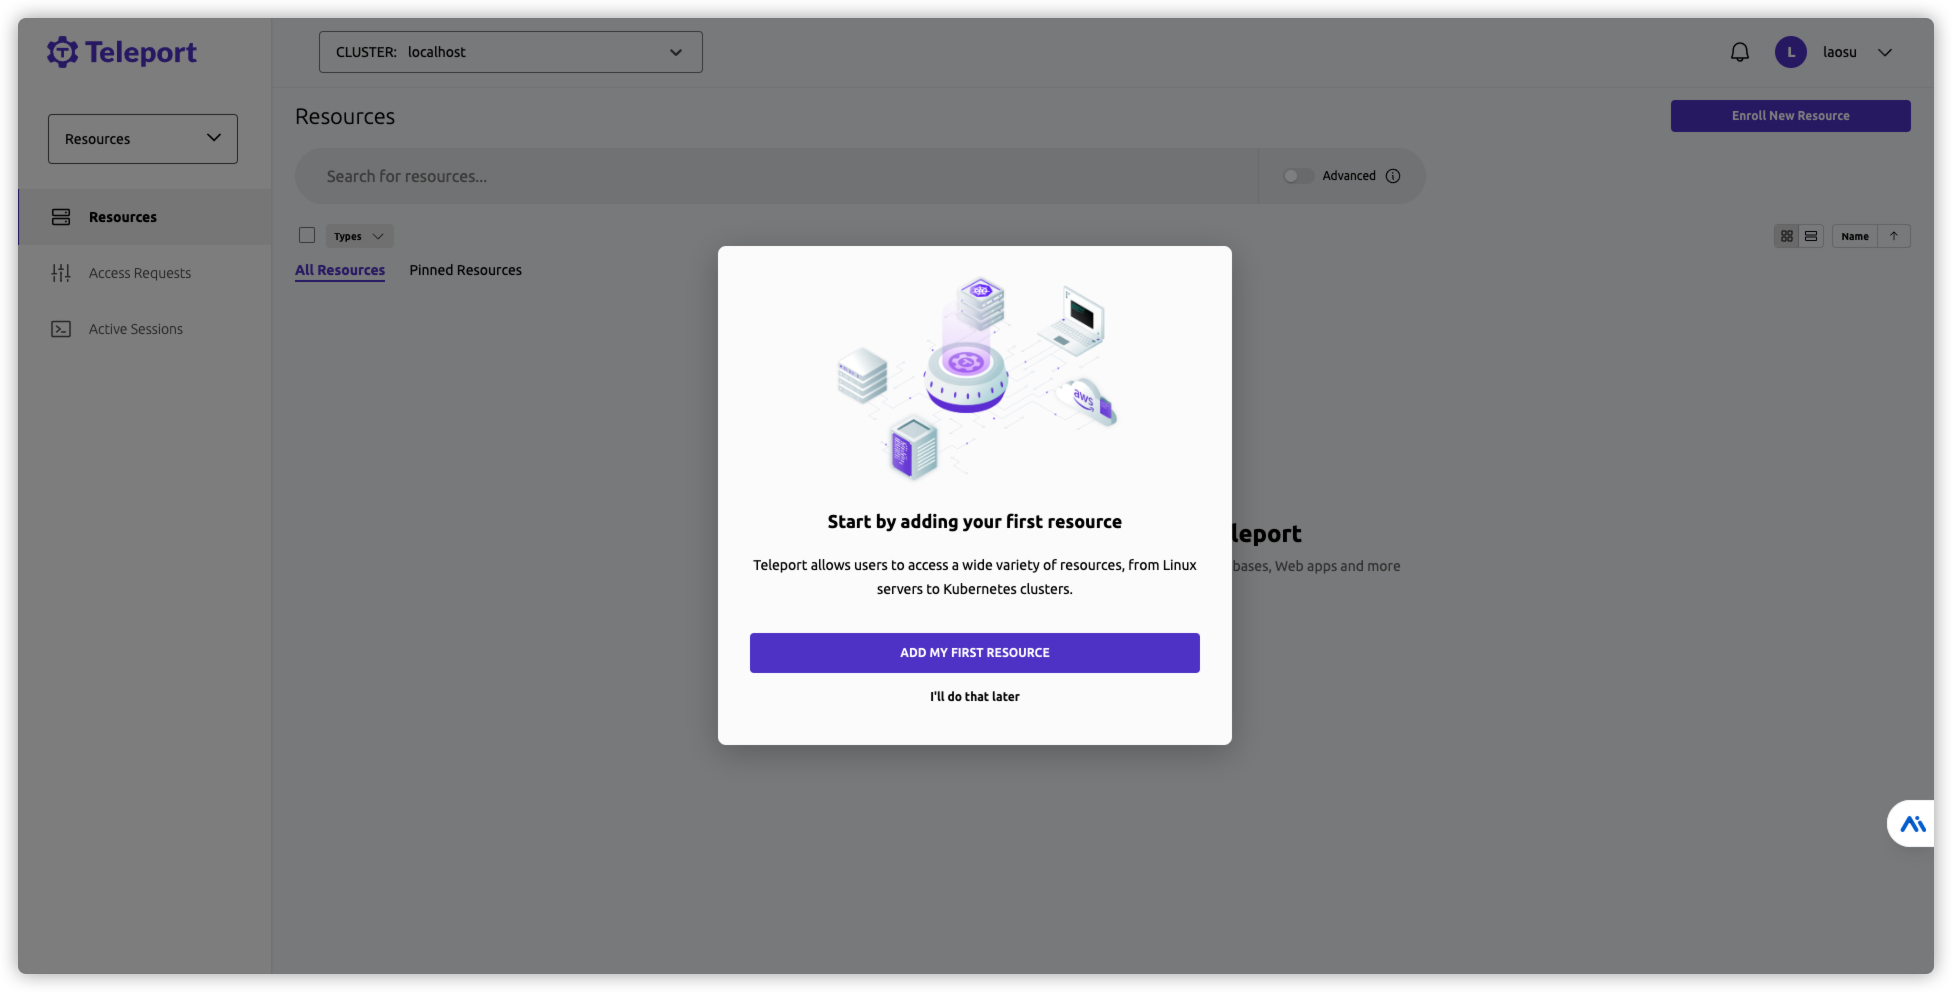 Teleport
CLUSTER: localhost
L
laosu
Resources
Resources
Enroll New Resource
Search for resources...
Advanced
Resources
Types
Name
All Resources
Pinned Resources
Access Requests
Active Sessions
aws
Start by adding your first resource
Teleport allows users to access a wide variety of resources, from Linux
servers to Kubernetes clusters.
leport
bases, Web apps and more
ADD MY FIRST RESOURCE
I'll do that later